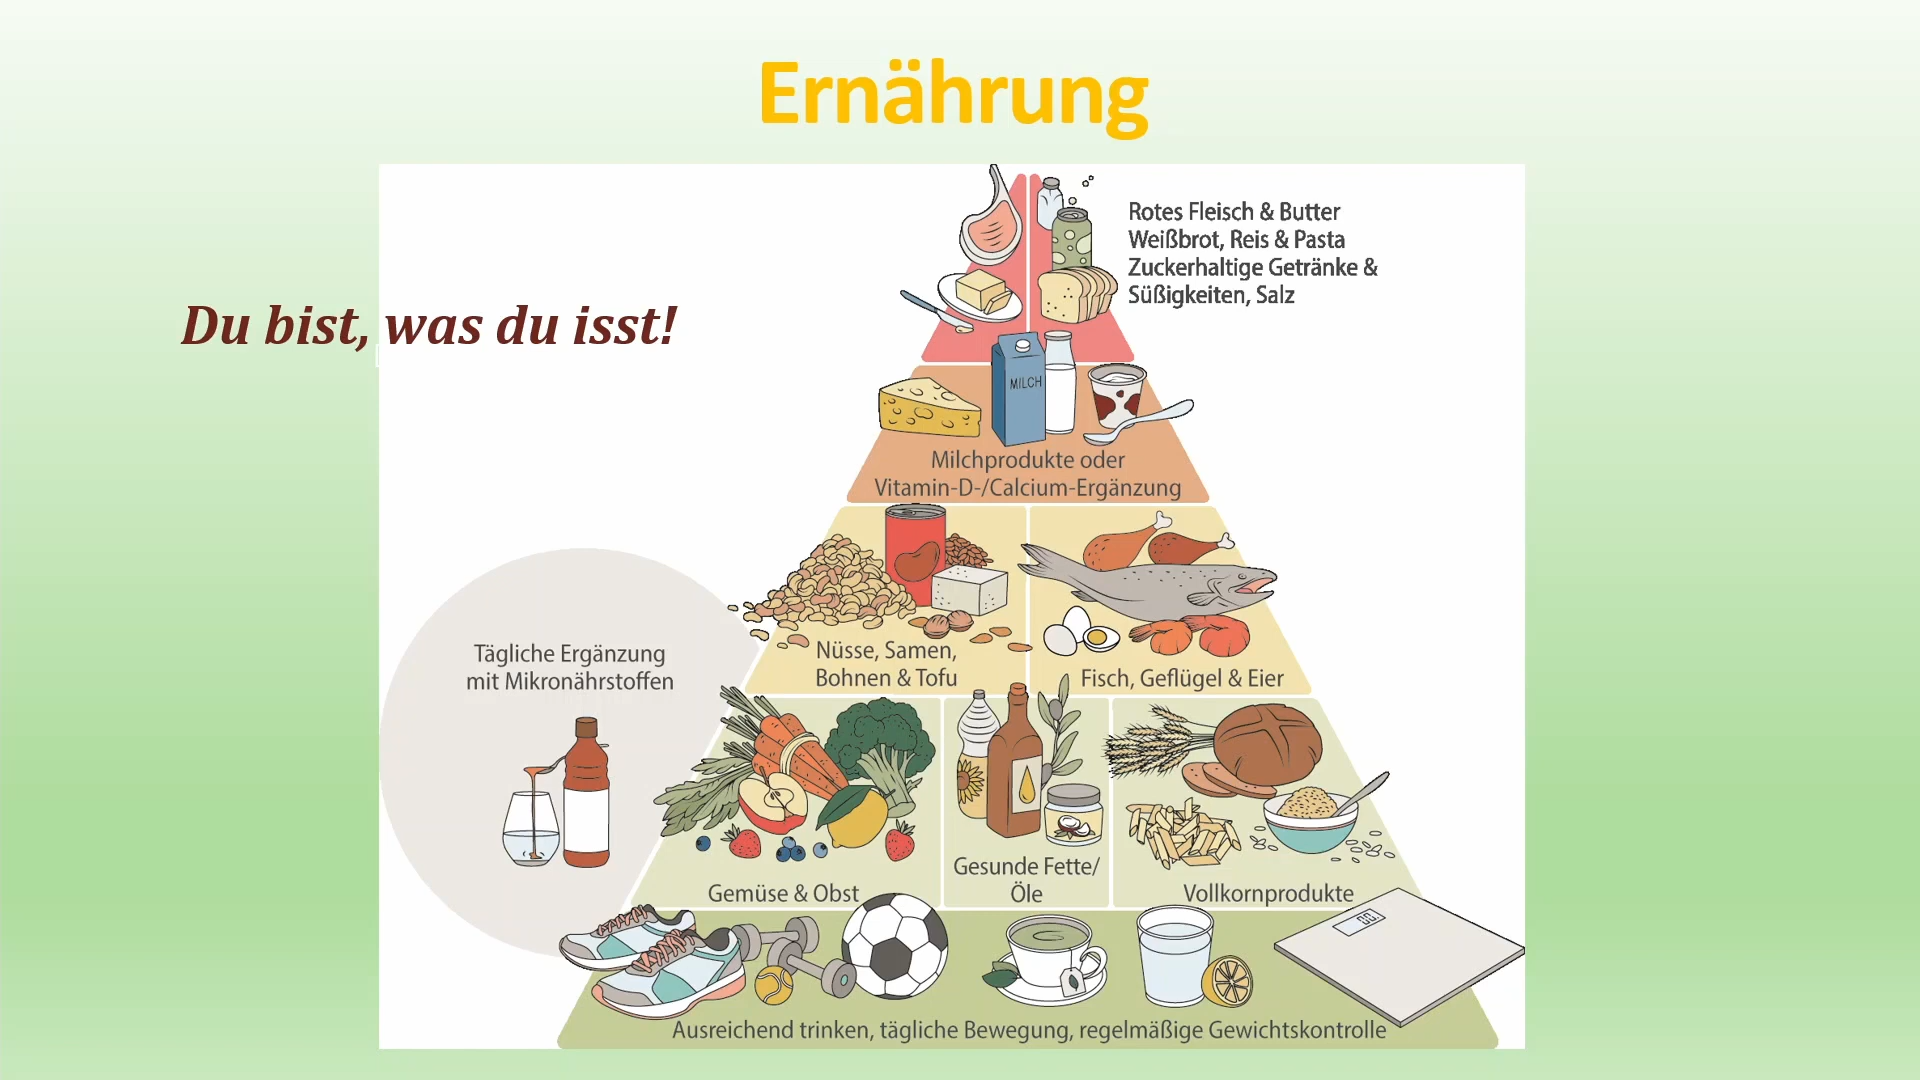 Ernährung
Rotes Fleisch & Butter
Weißbrot, Reis & Pasta
Zuckerhaltige Getränke &
Süßigkeiten, Salz
Du bist, was du isst!
MILCH
Milchprodukte oder
Vitamin-D-/Calcium-Ergänzung
Tägliche Ergänzung
mit Mikronährstoffen
Nüsse, Samen,
Bohnen & Tofu
Fisch, Geflügel & Eier
Gemüse & Obst
Gesunde Fette/
Öle
Vollkornprodukte
Ausreichend trinken, tägliche Bewegung, regelmäßige Gewichtskontrolle